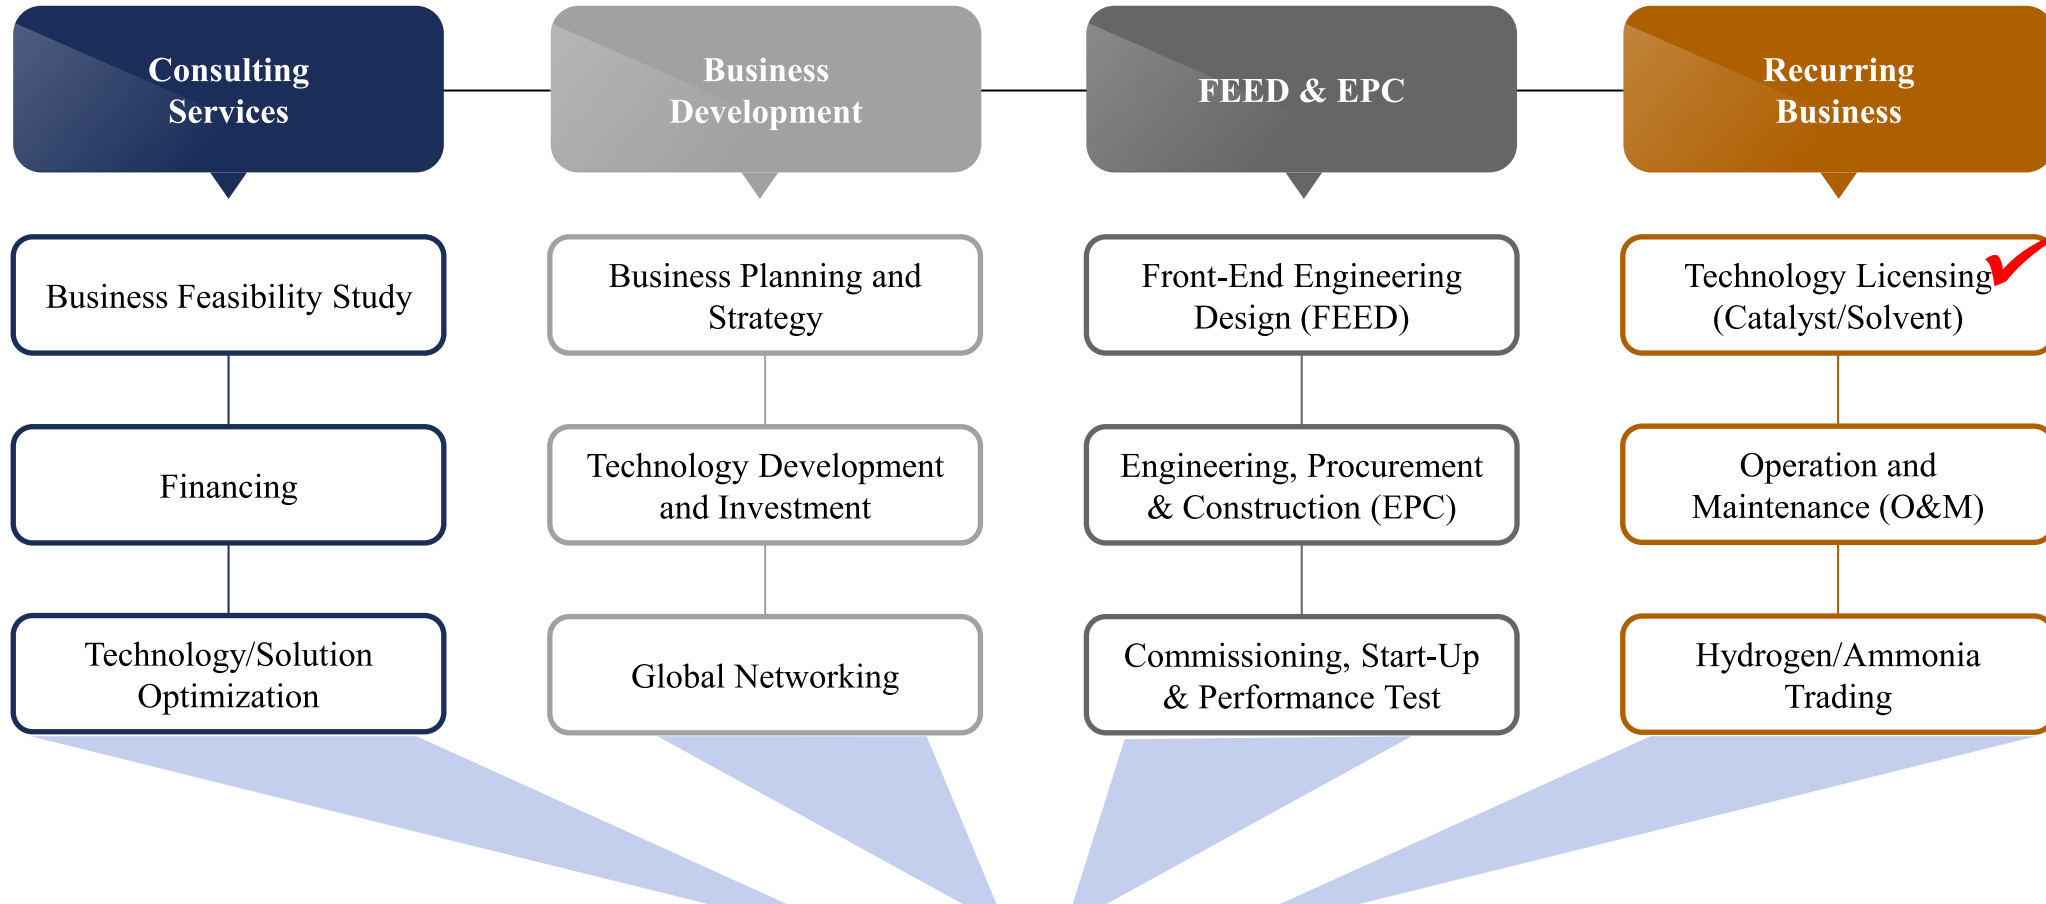 Consulting
Services
Business
Development
FEED & EPC
Recurring
Business
Business Feasibility Study
Financing
Technology/Solution
Optimization
Business Planning and
Strategy
Technology Development
and Investment
Global Networking
Front-End Engineering
Design (FEED)
Engineering, Procurement
& Construction (EPC)
Commissioning, Start-Up
& Performance Test
Technology Licensing
(Catalyst/Solvent)
Operation and
Maintenance (O&M)
Hydrogen/Ammonia
Trading